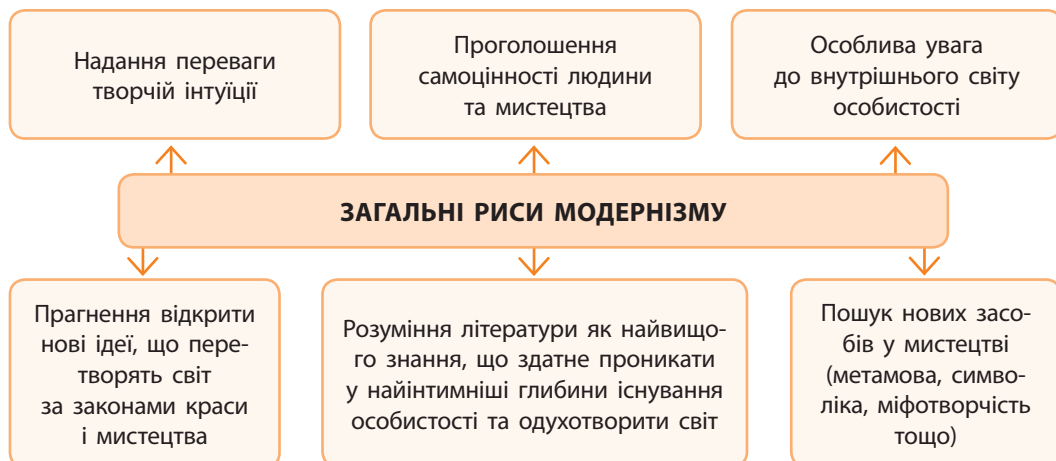 Надання переваги
творчій інтуїції
Проголошення
самоцінності людини
та мистецтва
Особлива увага
до внутрішнього світу
особистості
ЗАГАЛЬНІ РИСИ МОДЕРНІЗМУ
Прагнення відкрити
нові ідеї, що пере-
творять світ
за законами краси
і мистецтва
Розуміння літератури як найвищо-
го знання, що здатне проникати
у найінтимніші глибини існування
особистості та одухотворити світ
Пошук нових засо-
бів у мистецтві
(метамова, симво-
ліка, міфотворчість
тощо)